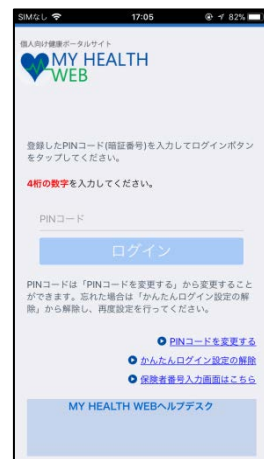 SIMなし 17:05 82%
個人向け健康ポータルサイト
MY HEALTH
WEB
登録したPINコード(暗証番号)を入力してログインボタン
をタップしてください。
4桁の数字を入力してください。
PINコード
ログイン
PINコードは「PINコードを変更する」から変更すること
ができます。忘れた場合は「かんたんログイン設定の解
除」から解除し、再度設定を行ってください。
PINコードを変更する
かんたんログイン設定の解除
保険者番号入力画面はこちら
MY HEALTH WEBヘルプデスク